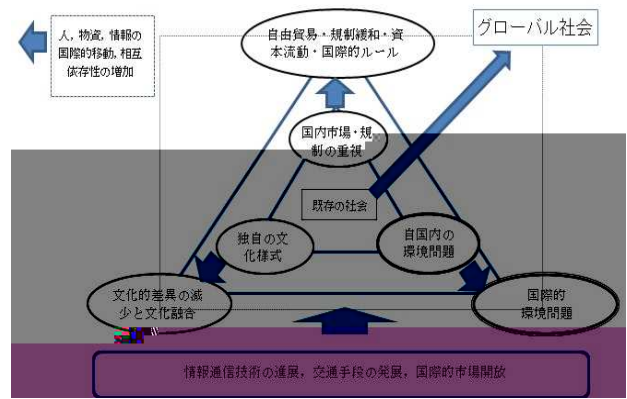 人，物資，情報の
国際的移動，相互
依存性の増加
自由貿易・規制緩和・資
本流動・国際的ルール
グローバル社会
国内市場・規
制の重視
既存の社会
独自の文
化様式
自国内の
環境問題
文化的差異の減
少と文化融合
国際的
環境問題
情報通信技術の進展，交通手段の発展，国際的市場開放